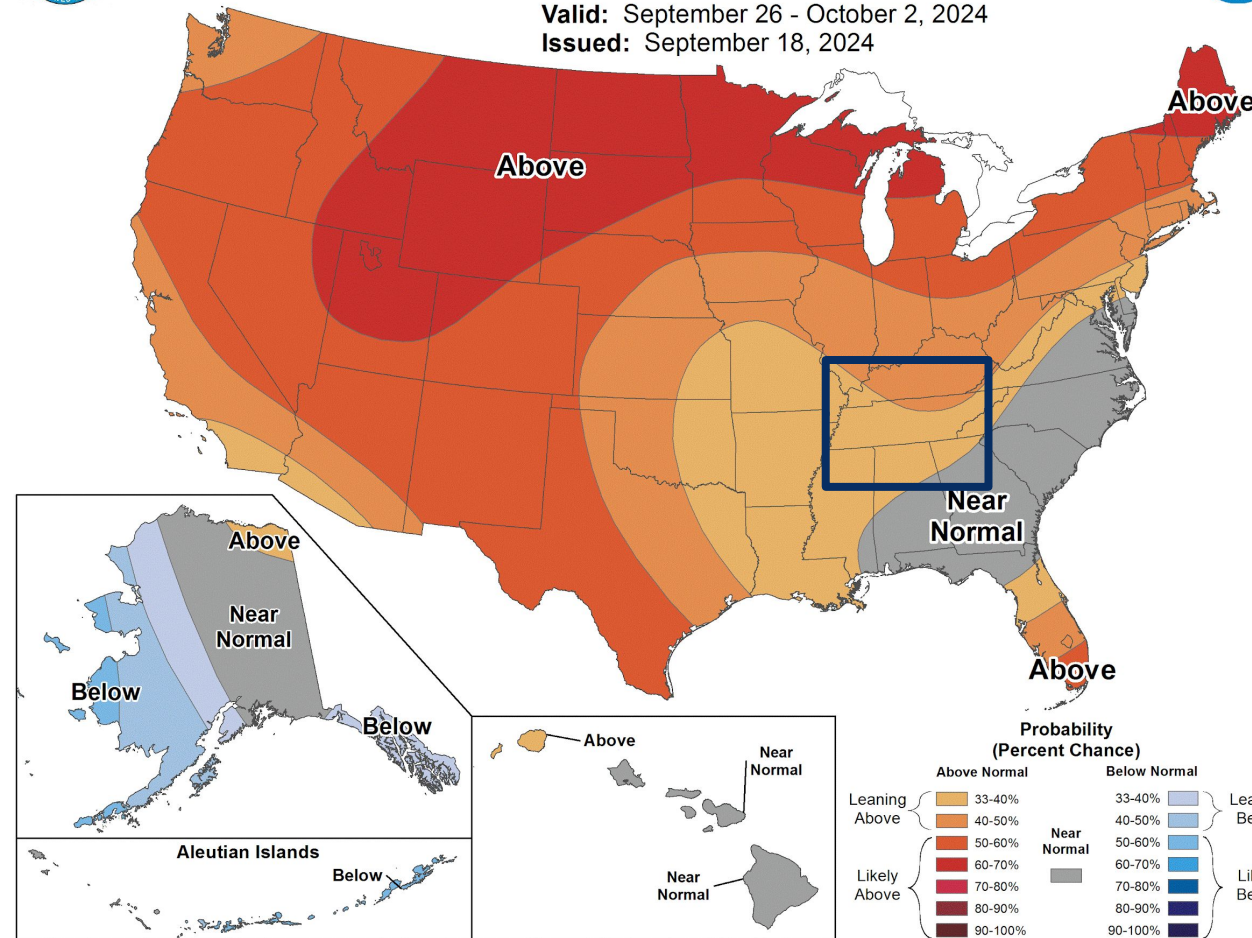 Valid: September 26 - October 2, 2024
Issued: September 18, 2024
Above
Above
Near
Normal
Above
Above
Near
Normal
Below
Below
Aleutian Islands
Below
Above
Near
Normal
Near
Normal
Probability
(Percent Chance)
Above Normal
Below Normal
Leaning
Above
33-40%
40-50%
Likely
Above
50-60%
60-70%
70-80%
80-90%
90-100%
Near
Normal
33-40%
40-50%
50-60%
60-70%
70-80%
80-90%
90-100%